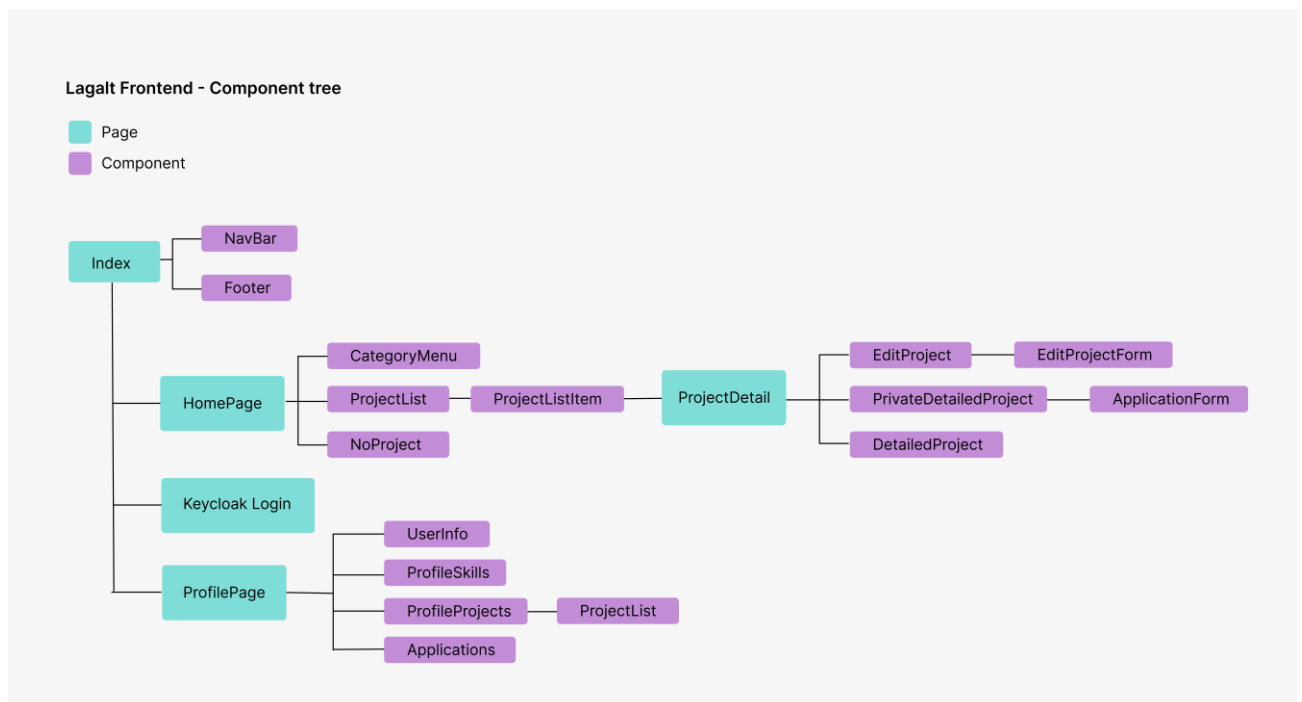 Lagalt Frontend - Component tree
Page
Component
NavBar
Index
Footer
CategoryMenu
EditProject
EditProjectForm
HomePage
ProjectList
ProjectListItem
ProjectDetail
PrivateDetailedProject
ApplicationForm
NoProject
DetailedProject
Keycloak Login
UserInfo
ProfileSkills
ProfilePage
ProfileProjects
ProjectList
Applications